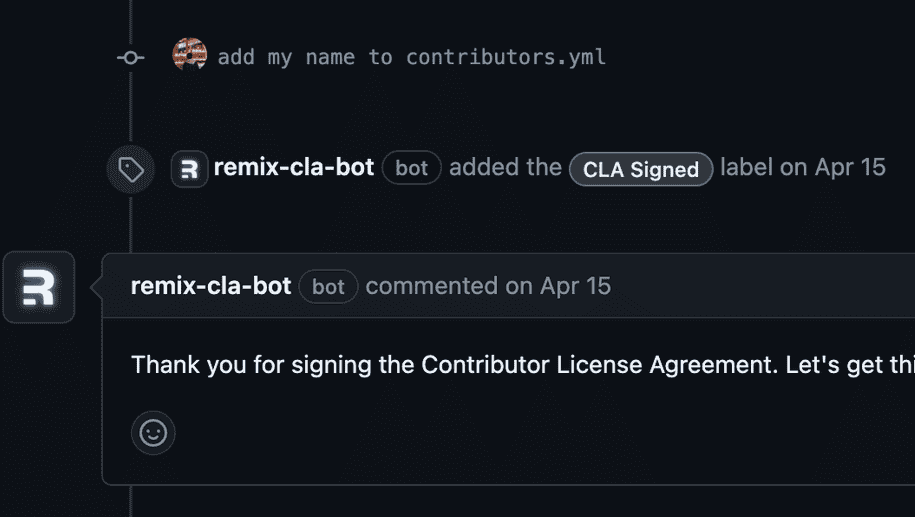 add my name to contributors.yml
remix-cla-bot bot added the CLA Signed label on Apr 15
remix-cla-bot bot commented on Apr 15
Thank you for signing the Contributor License Agreement. Let's get